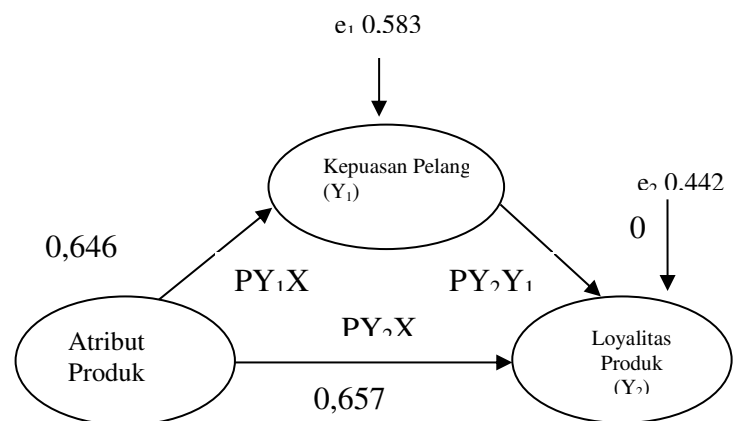 e₁ 0.583
Kepuasan Pelang
(Y₁)
e₂ 0.442
0
0,646
PY₁X
PY₂Y₁
PY₂X
Atribut
Produk
Loyalitas
Produk
(Y₂)
0,657